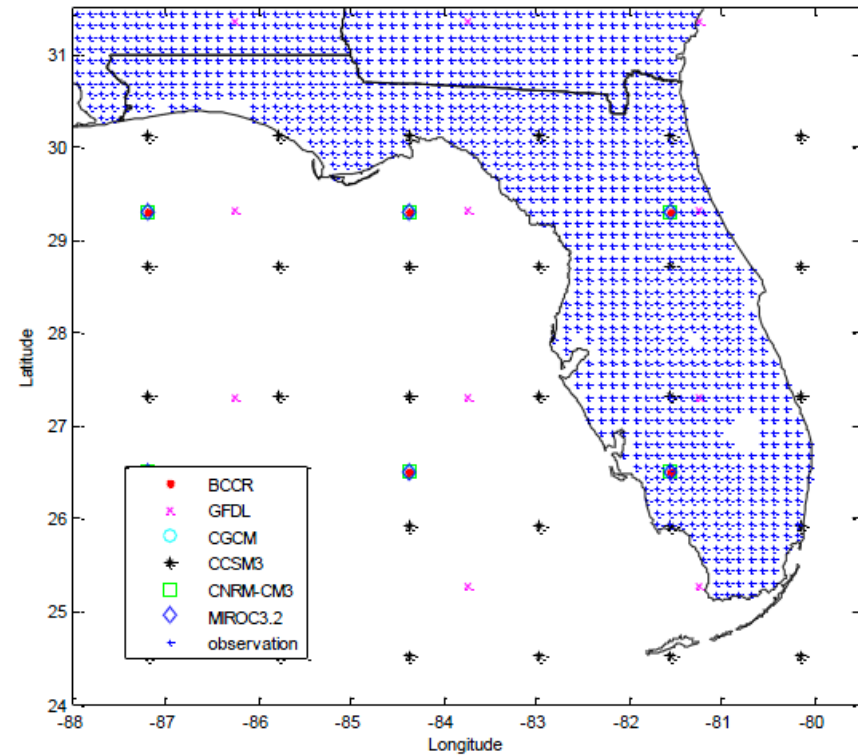 31
30
29
28
27
26
25
24
Latitude
BCCR
GFDL
CGCM
CCSM3
CNRM-CM3
MIROC3.2
observation
-88 -87 -86 -85 -84 -83 -82 -81 -80
Longitude